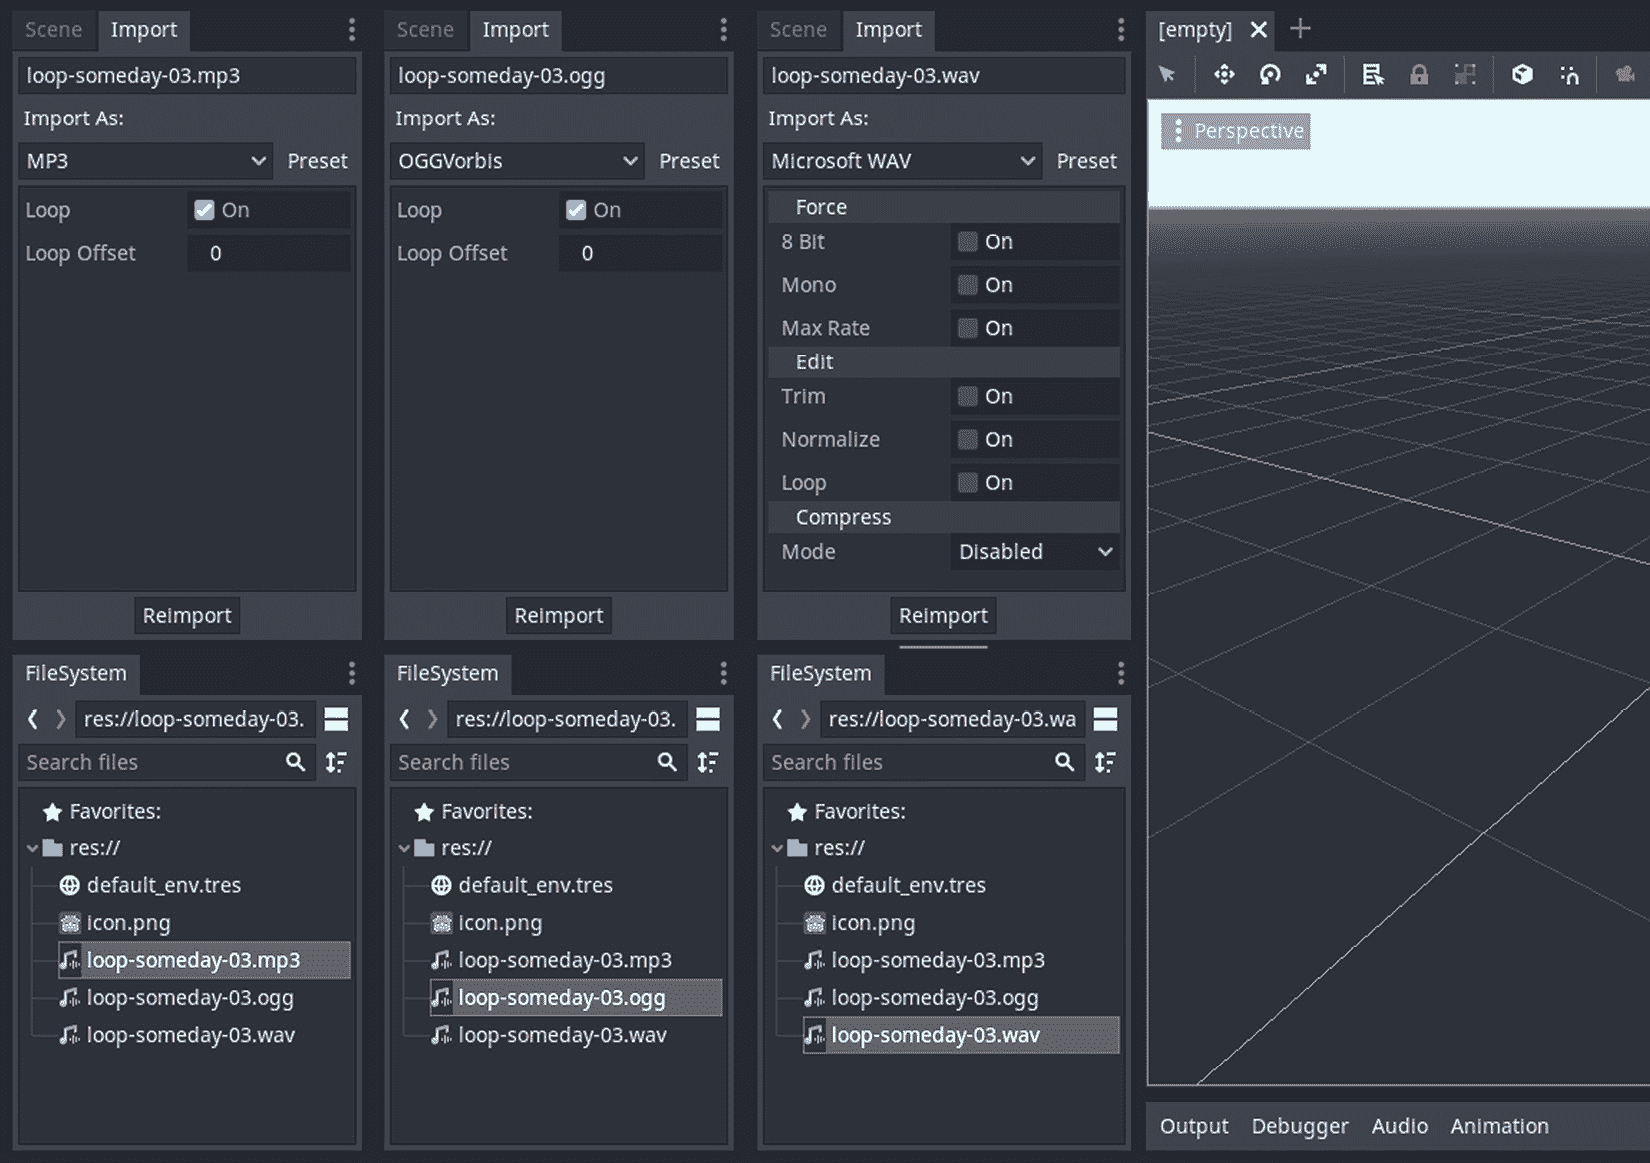 Scene Import
loop-someday-03.mp3
Import As:
MP3 Preset
Loop On
Loop Offset 0
Reimport
FileSystem
res://loop-someday-03.
Search files
Favorites:
res://
default_env.tres
icon.png
loop-someday-03.mp3
loop-someday-03.ogg
loop-someday-03.wav
Scene Import
loop-someday-03.ogg
Import As:
OGGVorbis Preset
Loop On
Loop Offset 0
Reimport
FileSystem
res://loop-someday-03.
Search files
Favorites:
res://
default_env.tres
icon.png
loop-someday-03.mp3
loop-someday-03.ogg
loop-someday-03.wav
Scene Import
loop-someday-03.wav
Import As:
Microsoft WAV Preset
Force
8 Bit On
Mono On
Max Rate On
Edit
Trim On
Normalize On
Loop On
Compress
Mode Disabled
Reimport
FileSystem
res://loop-someday-03.wa
Search files
Favorites:
res://
default_env.tres
icon.png
loop-someday-03.mp3
loop-someday-03.ogg
loop-someday-03.wav
[empty]
Perspective
Output Debugger Audio Animation